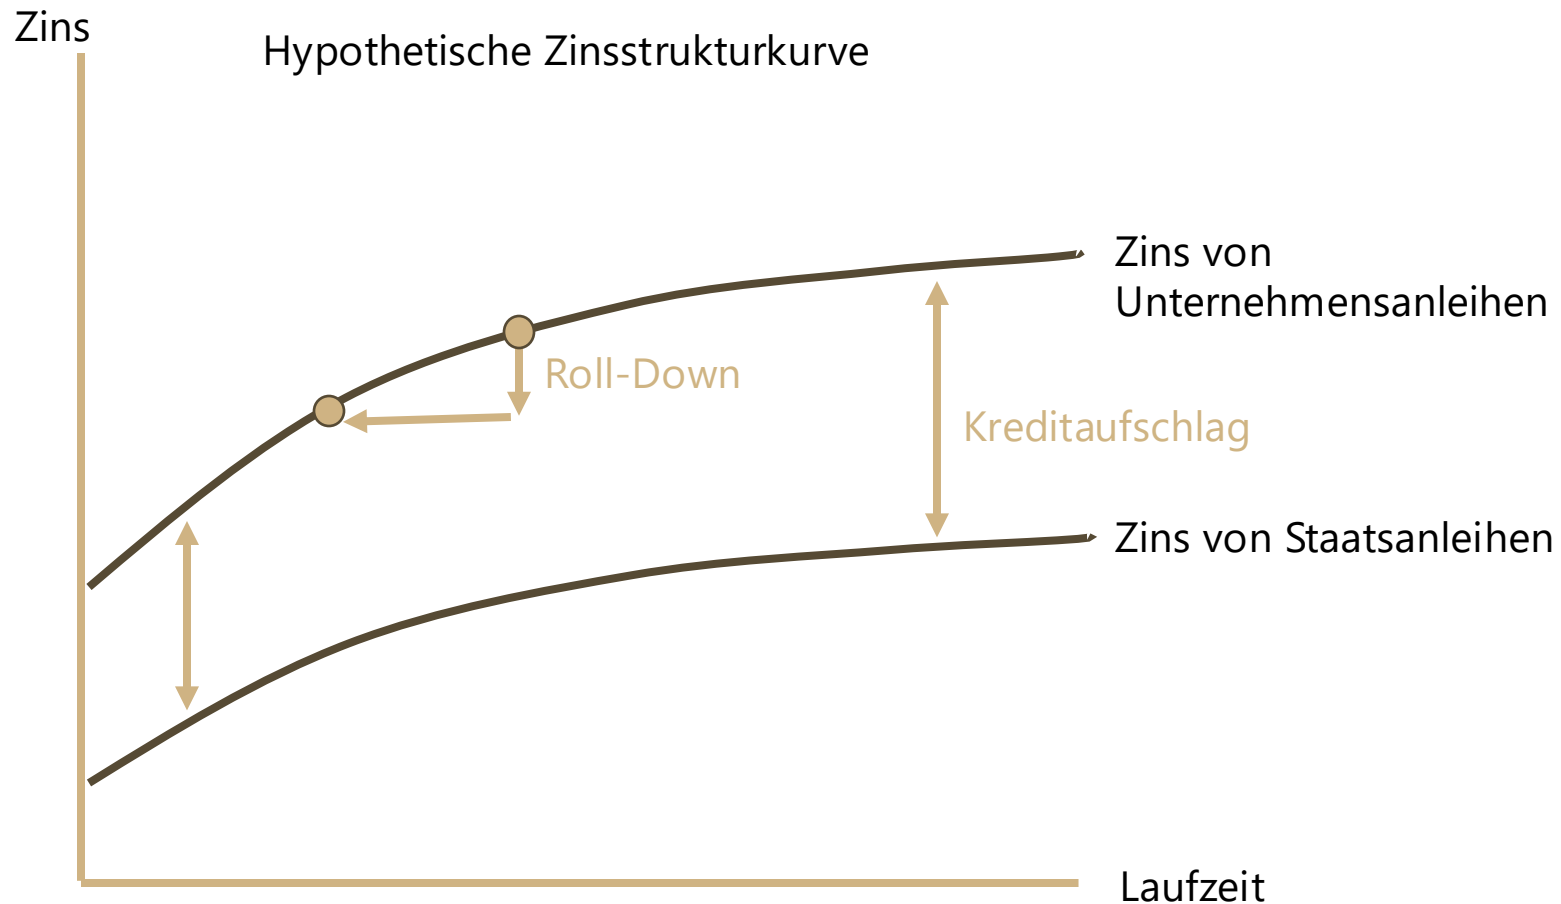 Zins
Hypothetische Zinsstrukturkurve
Zins von
Unternehmensanleihen
Roll-Down
Kreditaufschlag
Zins von Staatsanleihen
Laufzeit